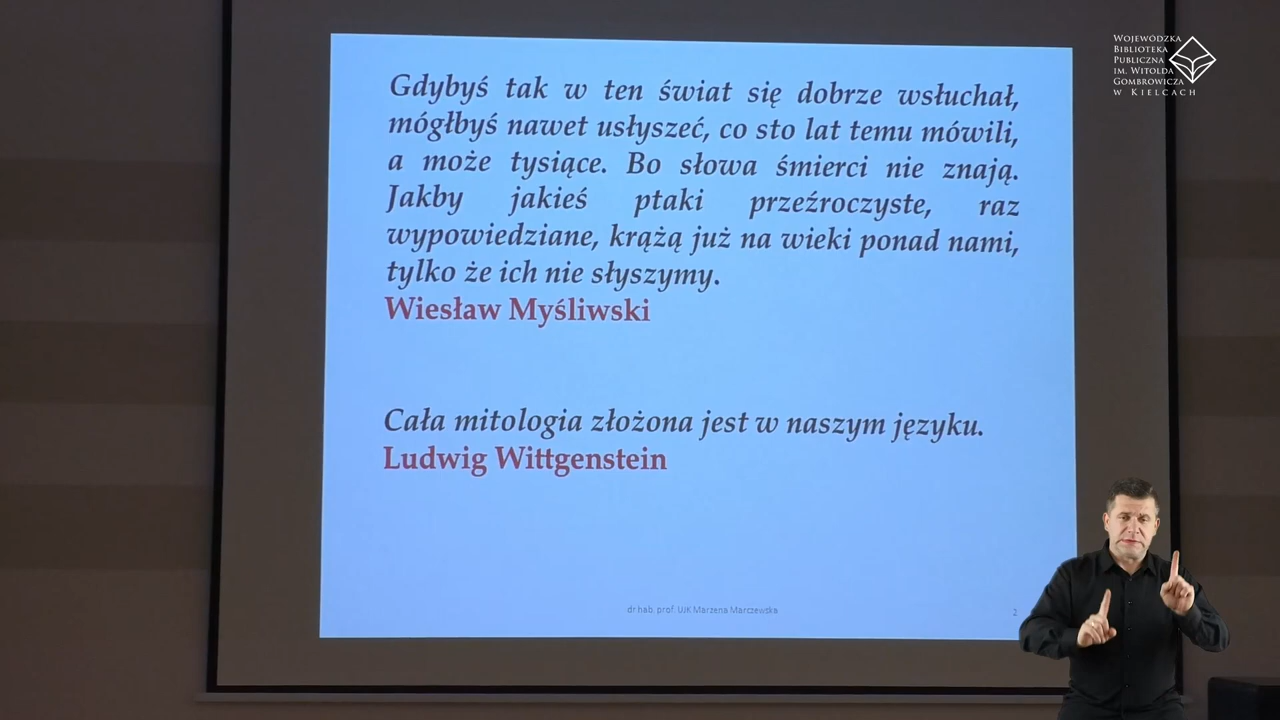 Gdybyś tak w ten świat się dobrze wsłuchał,
mógłbyś nawet usłyszeć, co sto lat temu mówili,
a może tysiące. Bo słowa śmierci nie znają.
Jakby jakieś ptaki przeźroczyste, raz
wypowiedziane, krążą już na wieki ponad nami,
tylko że ich nie słyszymy.
Wiesław Myśliwski
Cała mitologia złożona jest w naszym języku.
Ludwig Wittgenstein
dr hab. prof. UJK Marzena Marczewska
2
Wojewódzka
Biblioteka
Publiczna
im. Witolda
Gombrowicza
w Kielcach